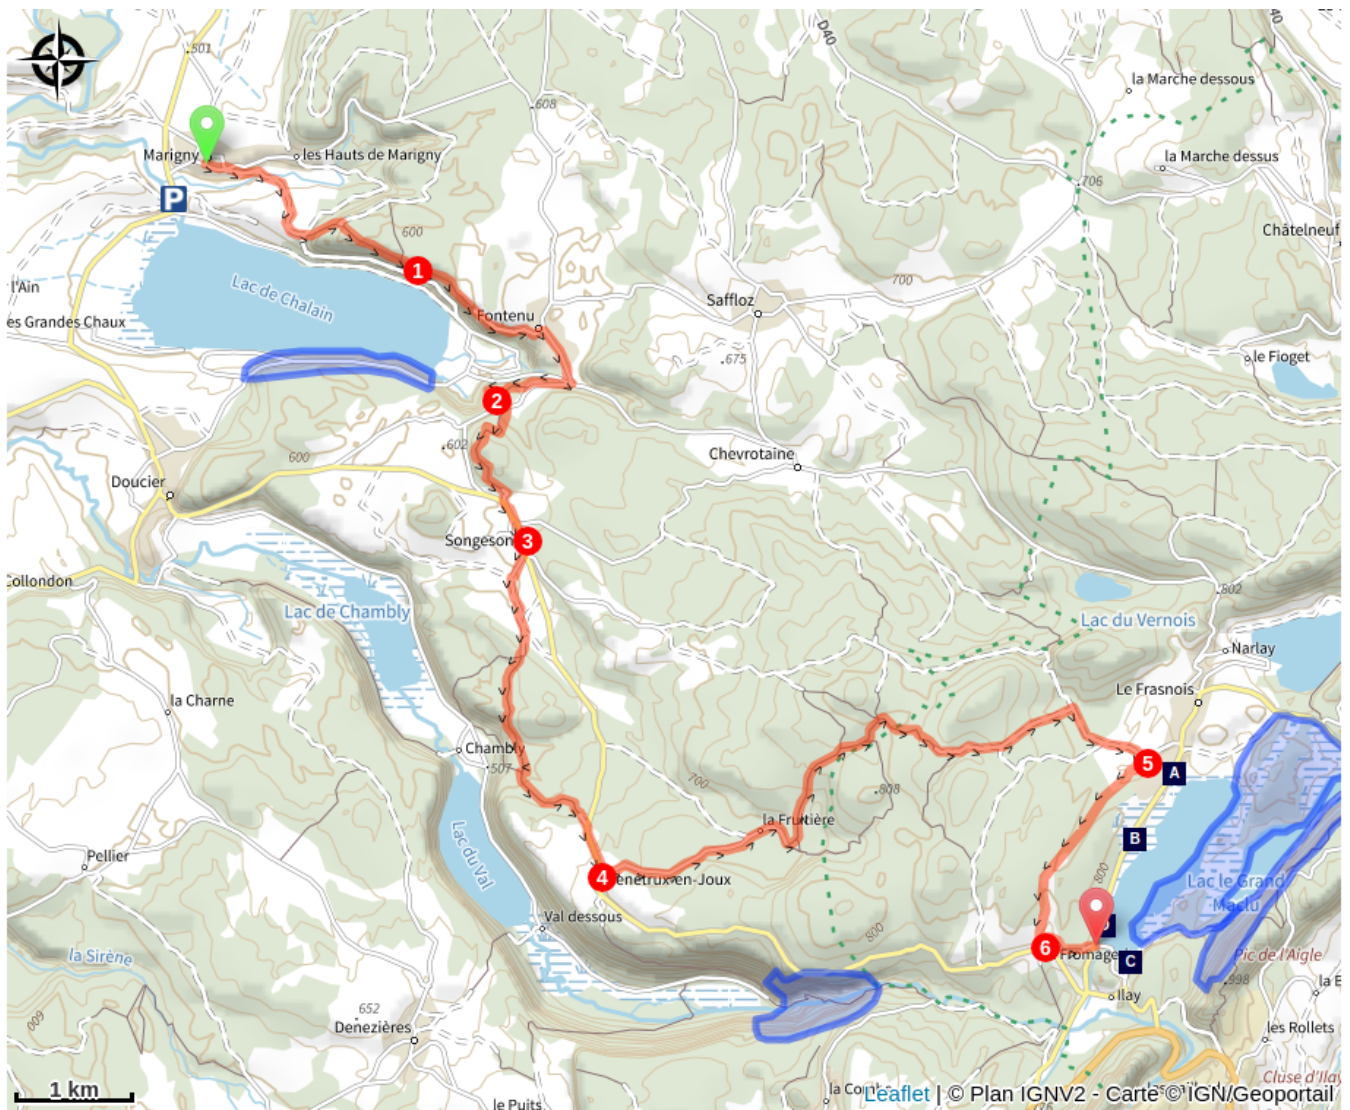 501
D40
40
la Marche dessous
608
Marigny
les Hauts de Marigny
la Marche dessus
706
P
600
Châtelneuf
1
700
l'Ain
Lac de Chalain
Saffloz
Fontenu
es Grandes Chaux
675
le Fioget
2
602
600
Chevrotaine
Doucier
Songeson
3
Collondon
802
Lac de Chambly
Lac du Vernois
Narlay
Le Frasnois
la Charne
Chambly
507
5
A
700
808
la Fruitière
B
Lac du Val
Pellier
800
4
enétrux-en-Joux
Lac le Grand
Maclu
Val dessous
800
6
Fromage
C
la Sirène
Pic de l'Aigle
998
Ilay
652
Denezières
600
les Rollets
Cluse d'Ilay
1 km
le Puits
Leaflet | © Plan IGNV2 - Carte © IGN/Geoportail